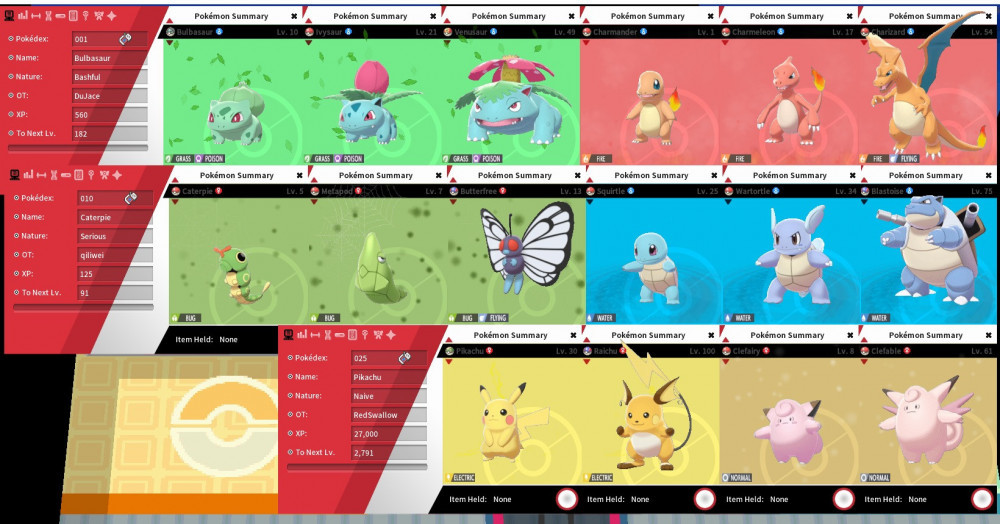 Pokémon Summary ✖ Pokémon Summary ✖ Pokémon Summary ✖ Pokémon Summary ✖ Pokémon Summary ✖ Pokémon Summary
Bulbasaur Lv. 10 Ivysaur Lv. 21 Venusaur Lv. 49 Charmander Lv. 1 Charmeleon Lv. 17 Charizard Lv. 54
Pokédex: 001
Name: Bulbasaur
Nature: Bashful
OT: DuJace
XP: 560
To Next Lv. 182
GRASS POISON GRASS POISON GRASS POISON FIRE FIRE FIRE FLYING
Pokémon Summary ✖ Pokémon Summary ✖ Pokémon Summary ✖ Pokémon Summary ✖ Pokémon Summary ✖ Pokémon Summary ✖
Caterpie Lv. 5 Metapod Lv. 7 Butterfree Lv. 13 Squirtle Lv. 25 Wartortle Lv. 34 Blastoise Lv. 75
Pokédex: 010
Name: Caterpie
Nature: Serious
OT: qiliwei
XP: 125
To Next Lv. 91
BUG BUG BUG FLYING WATER WATER WATER
Item Held: None
Pokémon Summary ✖ Pokémon Summary ✖ Pokémon Summary ✖ Pokémon Summary ✖
Pikachu Lv. 30 Raichu Lv. 100 Clefairy Lv. 8 Clefable Lv. 61
Pokédex: 025
Name: Pikachu
Nature: Naive
OT: RedSwallow
XP: 27,000
To Next Lv. 2,791
ELECTRIC ELECTRIC NORMAL NORMAL
Item Held: None Item Held: None Item Held: None Item Held: None